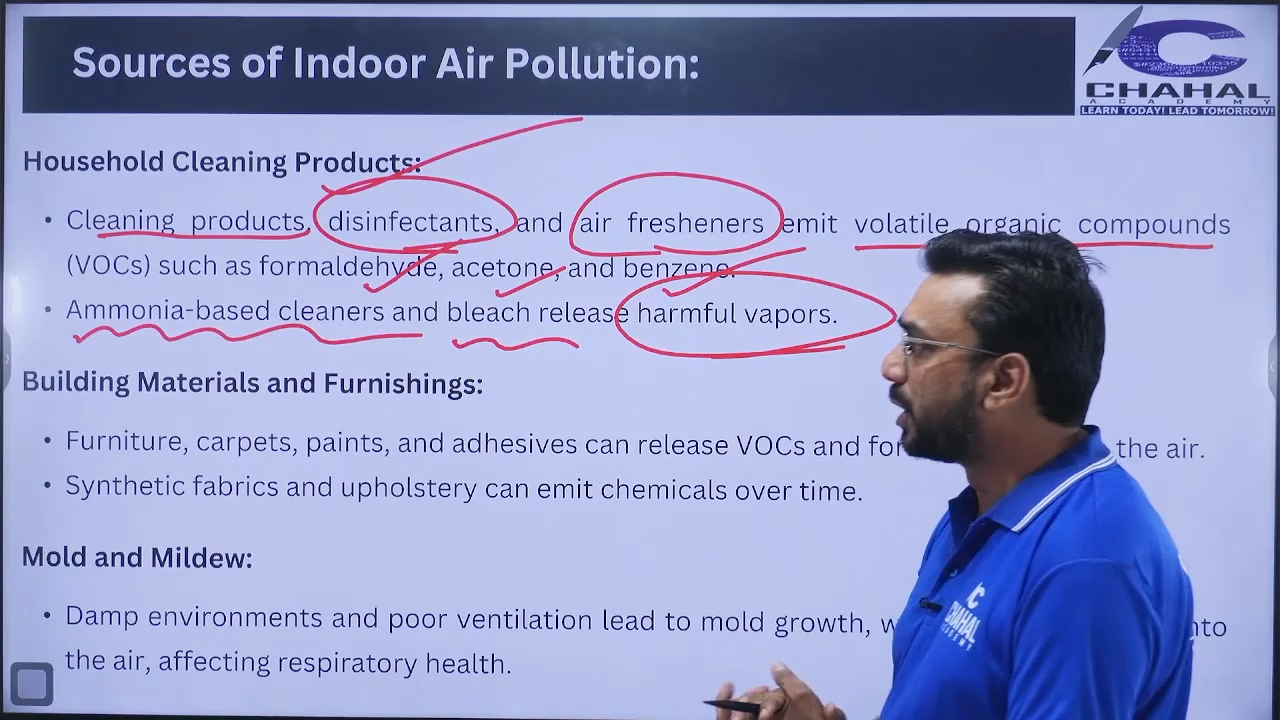 Sources of Indoor Air Pollution:
CHAHAL
ACADEMY
LEARN TODAY! LEAD TOMORROW!
Household Cleaning Products:
• Cleaning products, disinfectants, and air fresheners emit volatile organic compounds
(VOCs) such as formaldehyde, acetone, and benzene.
• Ammonia-based cleaners and bleach release harmful vapors.
Building Materials and Furnishings:
• Furniture, carpets, paints, and adhesives can release VOCs and the air.
• Synthetic fabrics and upholstery can emit chemicals over time.
Mold and Mildew:
• Damp environments and poor ventilation lead to mold growth,
the air, affecting respiratory health.
CHAHAL
ACADEMY